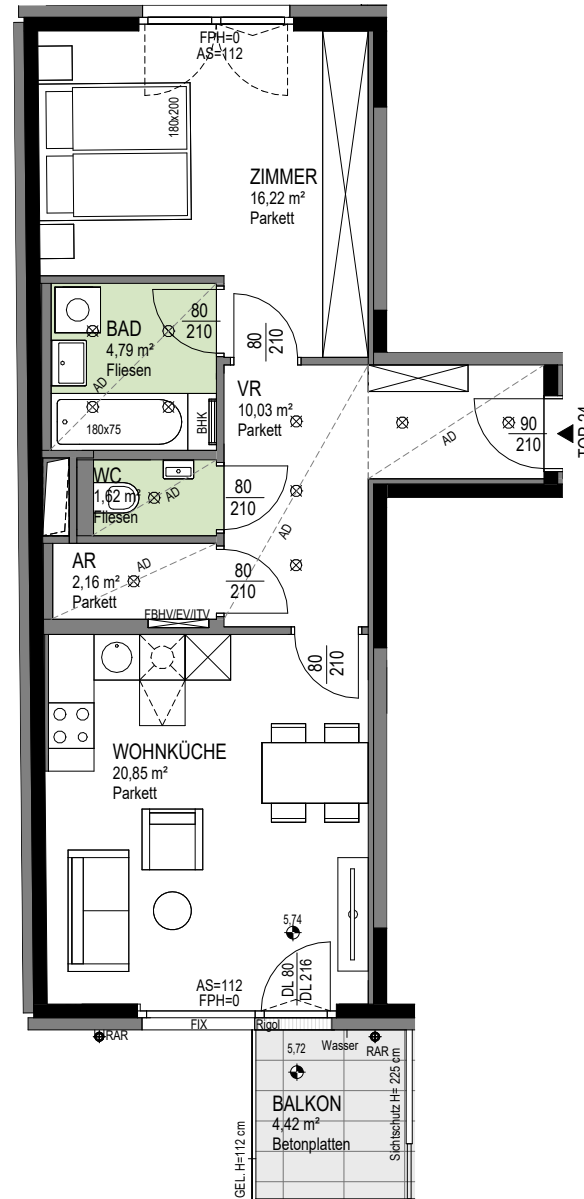 FPH=0
AS=112
180x200
ZIMMER
16,22 m²
Parkett
BAD
4,79 m²
Fliesen
80
210
80
210
AD
180x75
BHK
VR
10,03 m²
Parkett
AD
90
210
TOP 24
WC
1,62 m²
Fliesen
AD
80
210
AD
AR
2,16 m²
Parkett
AD
80
210
FBHV/EV/ITV
80
210
WOHNKÜCHE
20,85 m²
Parkett
5,74
AS=112
FPH=0
DL 80
DL 216
FIX
Rigol
RAR
5,72
Wasser
RAR
BALKON
4,42 m²
Betonplatten
GEL. H=112 cm
Sichtschutz H= 225 cm